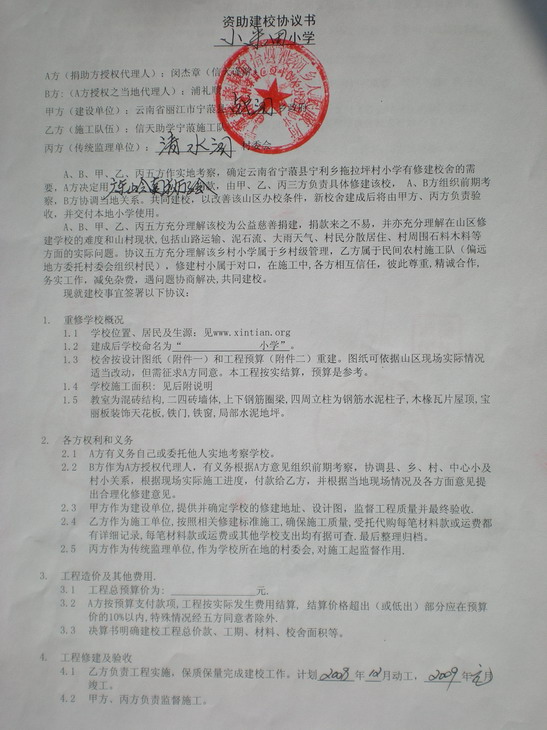 资助建校协议书
小 田小学
A方（捐助方授权代理人）：闵杰章（信
B方:（A方授权之当地代理人）：浦礼
甲方（建设单位）：云南省丽江市宁蒗
乙方（施工队伍）：信天助学宁蒗施工队
丙方（传统监理单位）：清水河 村委会
A、B、甲、乙、丙五方作实地考察，确定云南省宁蒗县宁利乡拖拉坪村小学有修建校舍的需
要，A方决定用 款，由甲、乙、丙三方负责具体修建该校， A、B方组织前期考
察，B方协调当地关系、共同建校，以改善该山区办校条件，新校舍建成后将由甲方、丙方负责验
收，并交付本地小学使用。
A、B、甲、乙、丙五方充分理解该校为公益慈善捐建，捐款来之不易，并亦充分理解在山区修
建学校的难度和山村现状,包括山路运输、泥石流、大雨天气、村民分散居住、村周围石料木料等
方面的实际问题。协议五方充分理解该乡村小学属于乡村级管理，乙方属于民间农村施工队（偏远
地方委托村委会组织村民），修建村小属于对口，在施工中,各方相互信任，彼此尊重,精诚合作,
务实工作，减免杂费，遇问题协商解决,共同建校。
现就建校事宜签署以下协议：
1. 重修学校概况
1.1 学校位置、居民及生源：见www.xintian.org
1.2 建成后学校命名为“ 小学”。
1.3 校舍按设计图纸（附件一）和工程预算（附件二）重建。图纸可依据山区现场实际情况
适当改动，但需征求A方同意。本工程按实结算，预算是参考。
1.4 学校施工面积: 见后附说明
1.5 教室为混砖结构,二四砖墙体,上下钢筋圈梁,四周立柱为钢筋水泥柱子,木椽瓦片屋顶,宝
丽板装饰天花板,铁门,铁窗,局部水泥地坪。
2. 各方权利和义务
2.1 A方有义务自己或委托他人实地考察学校。
2.2 B方作为A方授权代理人，有义务根据A方意见组织前期考察，协调县、乡、村、中心小及
村小关系，根据现场实际施工进度，付款给乙方，并根据当地现场情况及各方面意见提
出合理化修建意见。
2.3 甲方作为建设单位,提供并确定学校的修建地址、设计图，监督工程质量并最终验收.
2.4 乙方作为施工单位,按照相关修建标准施工,确保施工质量,受托代购每笔材料款或运费都
有详细记录,每笔材料款或运费或其他学校支出均有据可查.最后整理归档。
2.5 丙方作为传统监理单位,作为学校所在地的村委会,对施工起监督作用.
3. 工程造价及其他费用.
3.1 工程总预算价为: 元.
3.2 A方按预算支付款项,工程按实际发生费用结算, 结算价格超出（或低出）部分应在预算
价的10%以内,特殊情况经五方同意者除外.
3.3 决算书明确建校工程总价款、工期、材料、校舍面积等。
4. 工程修建及验收
4.1 乙方负责工程实施，保质保量完成建校工作。计划 2008 年 12月动工， 2009 年 元月
竣工。
4.2 甲方、丙方负责监督施工。